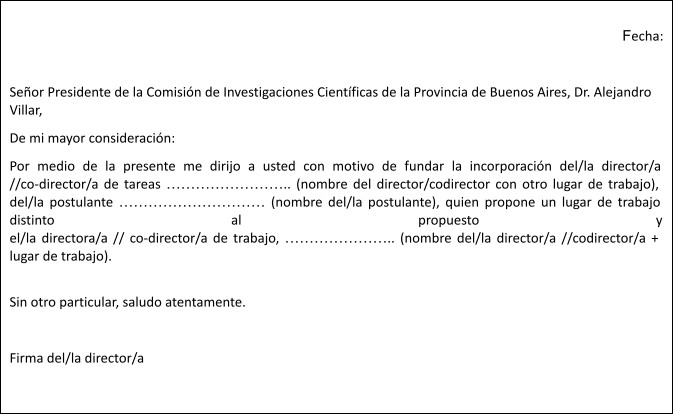 Fecha:
Señor Presidente de la Comisión de Investigaciones Científicas de la Provincia de Buenos Aires, Dr. Alejandro
Villar,
De mi mayor consideración:
Por medio de la presente me dirijo a usted con motivo de fundar la incorporación del/la director/a
//co-director/a de tareas …………………….. (nombre del director/codirector con otro lugar de trabajo),
del/la postulante ………………………… (nombre del/la postulante), quien propone un lugar de trabajo
distinto al propuesto y
el/la directora/a // co-director/a de trabajo, ………………….. (nombre del/la director/a //codirector/a +
lugar de trabajo).
Sin otro particular, saludo atentamente.
Firma del/la director/a